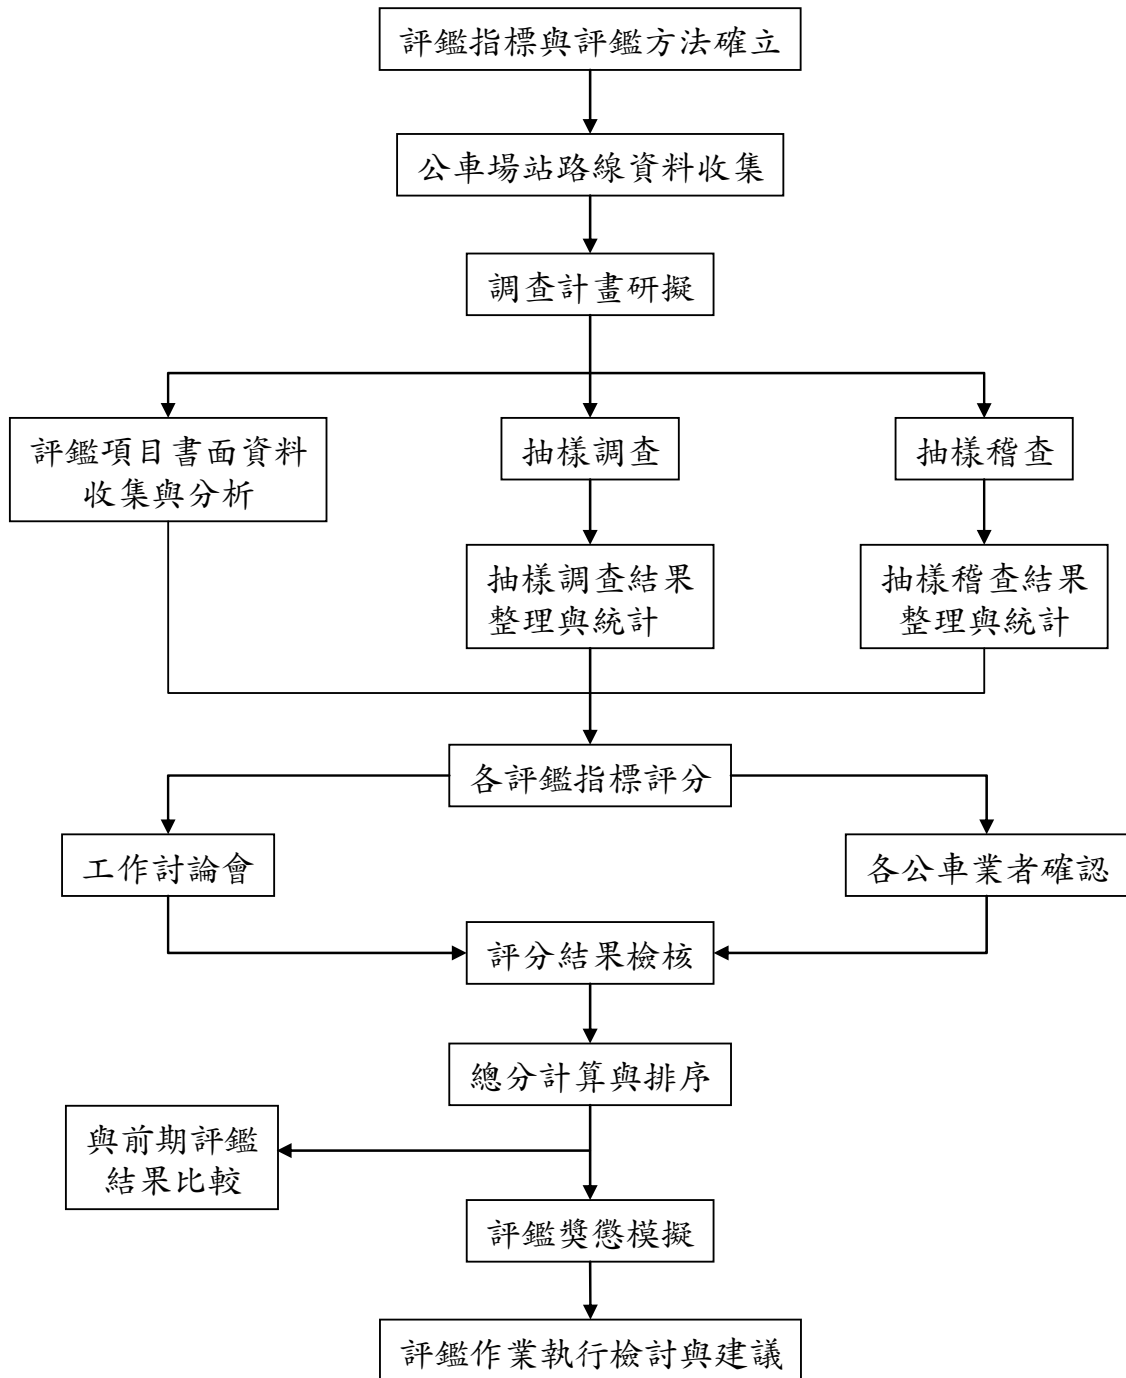 評鑑指標與評鑑方法確立
公車場站路線資料收集
調查計畫研擬
評鑑項目書面資料
收集與分析
抽樣調查
抽樣稽查
抽樣調查結果
整理與統計
抽樣稽查結果
整理與統計
各評鑑指標評分
工作討論會
各公車業者確認
評分結果檢核
總分計算與排序
與前期評鑑
結果比較
評鑑獎懲模擬
評鑑作業執行檢討與建議